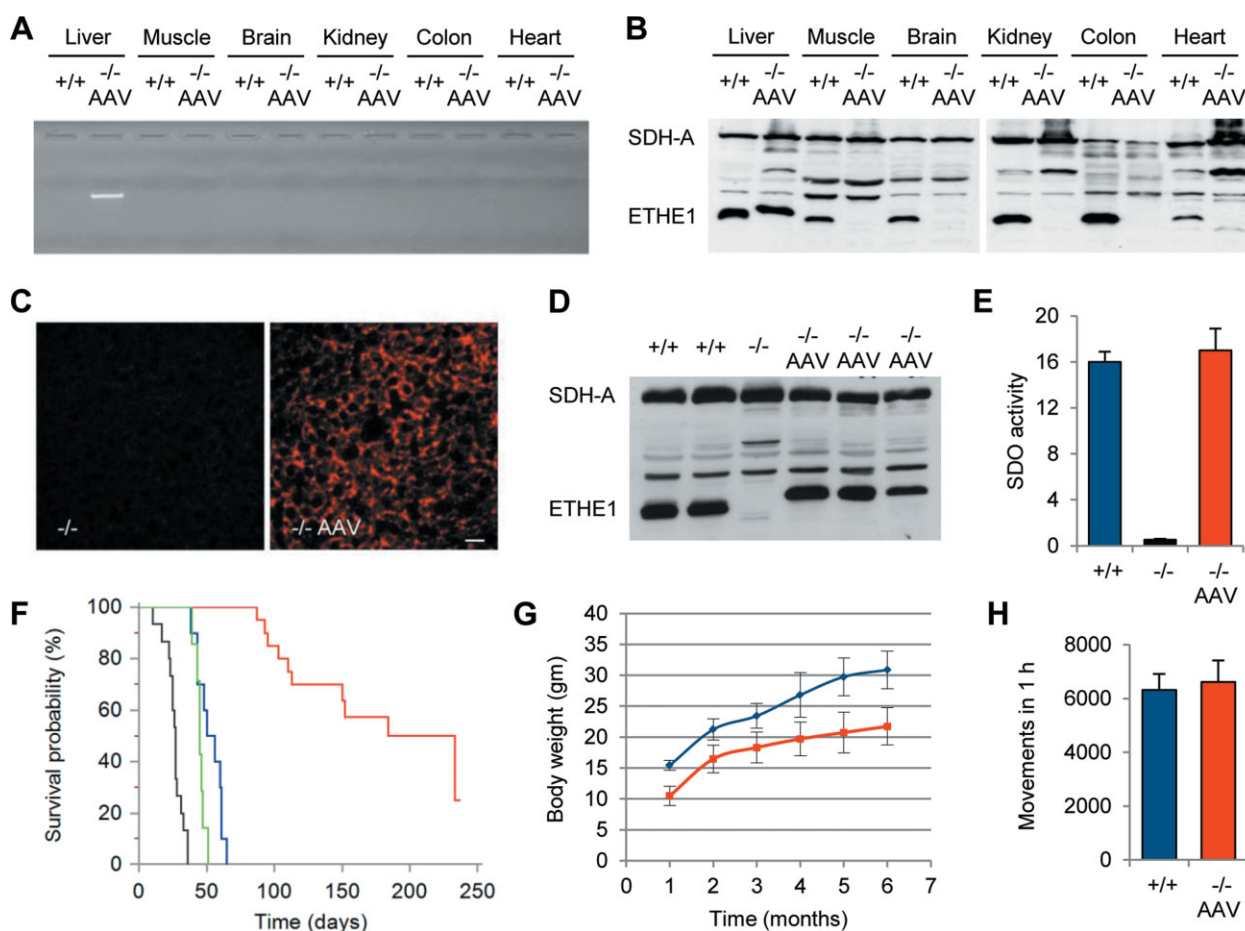 A
Liver Muscle Brain Kidney Colon Heart
+/+ -/- +/+ -/- +/+ -/- +/+ -/- +/+ -/- +/+ -/-
AAV AAV AAV AAV AAV AAV
B
Liver Muscle Brain Kidney Colon Heart
+/+ -/- +/+ -/- +/+ -/- +/+ -/- +/+ -/- +/+ -/-
AAV AAV AAV AAV AAV AAV
SDH-A
ETHE1
C
-/-
-/- AAV
D
+/+ +/+ -/- -/- -/- -/-
AAV AAV AAV
SDH-A
ETHE1
E
SDO activity
20
16
12
8
4
0
+/+ -/- -/-
AAV
F
Survival probability (%)
100
80
60
40
20
0
0 50 100 150 200 250
Time (days)
G
Body weight (gm)
40
35
30
25
20
15
10
5
0
0 1 2 3 4 5 6 7
Time (months)
H
Movements in 1 h
8000
6000
4000
2000
0
+/+ -/-
AAV